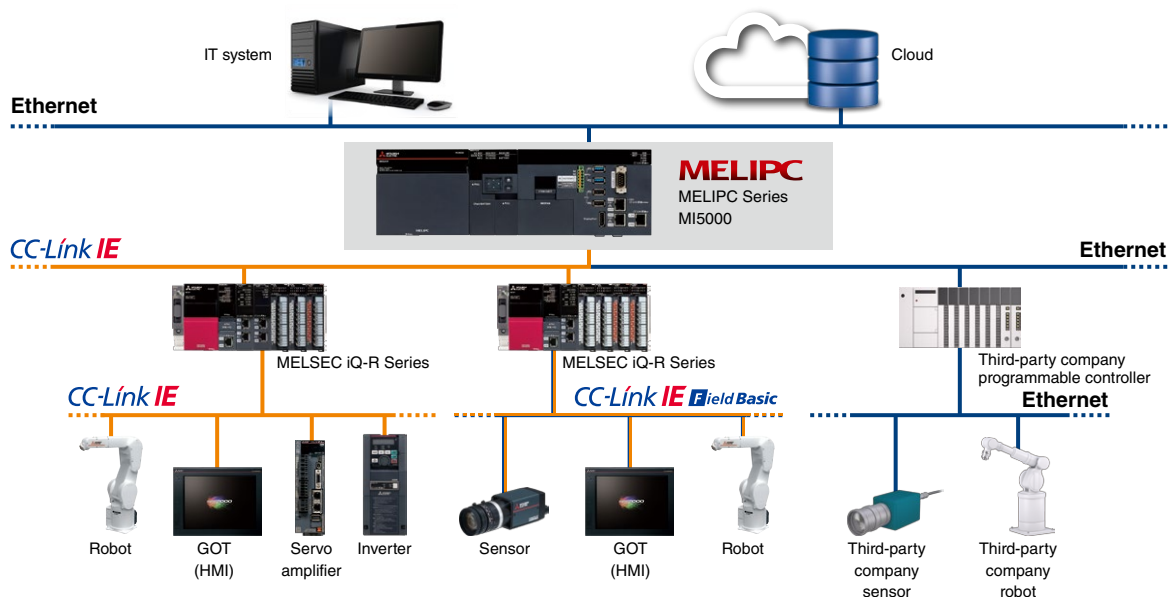 IT system
Cloud
Ethernet
MELIPC
MELIPC Series
MI5000
CC-Link IE
Ethernet
MELSEC iQ-R Series
MELSEC iQ-R Series
Third-party company
programmable controller
CC-Link IE
CC-Link IE Field Basic
Ethernet
Robot
GOT
(HMI)
Servo
amplifier
Inverter
Sensor
GOT
(HMI)
Robot
Third-party
company
sensor
Third-party
company
robot